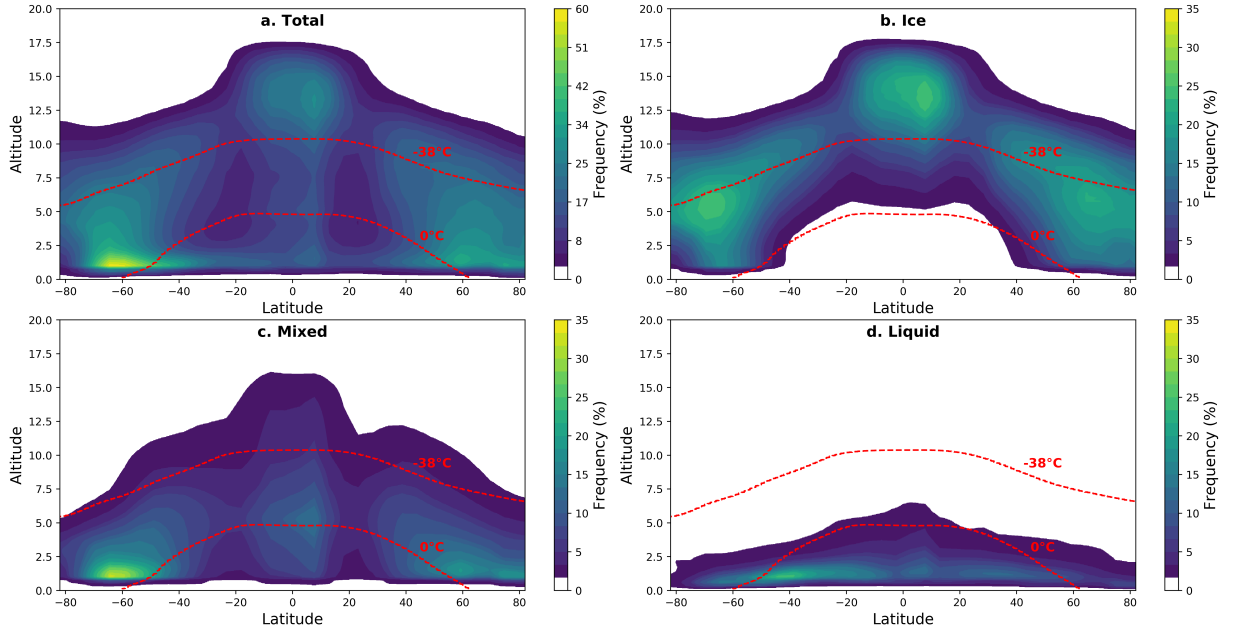 a. Total
20.0
17.5
15.0
12.5
10.0
7.5
5.0
2.5
0.0
Altitude
-38°C
0°C
−80 −60 −40 −20 0 20 40 60 80
Latitude
60
51
42
34
25
17
8
0
Frequency (%)
b. Ice
20.0
17.5
15.0
12.5
10.0
7.5
5.0
2.5
0.0
Altitude
-38°C
0°C
−80 −60 −40 −20 0 20 40 60 80
Latitude
35
30
25
20
15
10
5
0
Frequency (%)
c. Mixed
20.0
17.5
15.0
12.5
10.0
7.5
5.0
2.5
0.0
Altitude
-38°C
0°C
−80 −60 −40 −20 0 20 40 60 80
Latitude
35
30
25
20
15
10
5
0
Frequency (%)
d. Liquid
20.0
17.5
15.0
12.5
10.0
7.5
5.0
2.5
0.0
Altitude
-38°C
0°C
−80 −60 −40 −20 0 20 40 60 80
Latitude
35
30
25
20
15
10
5
0
Frequency (%)